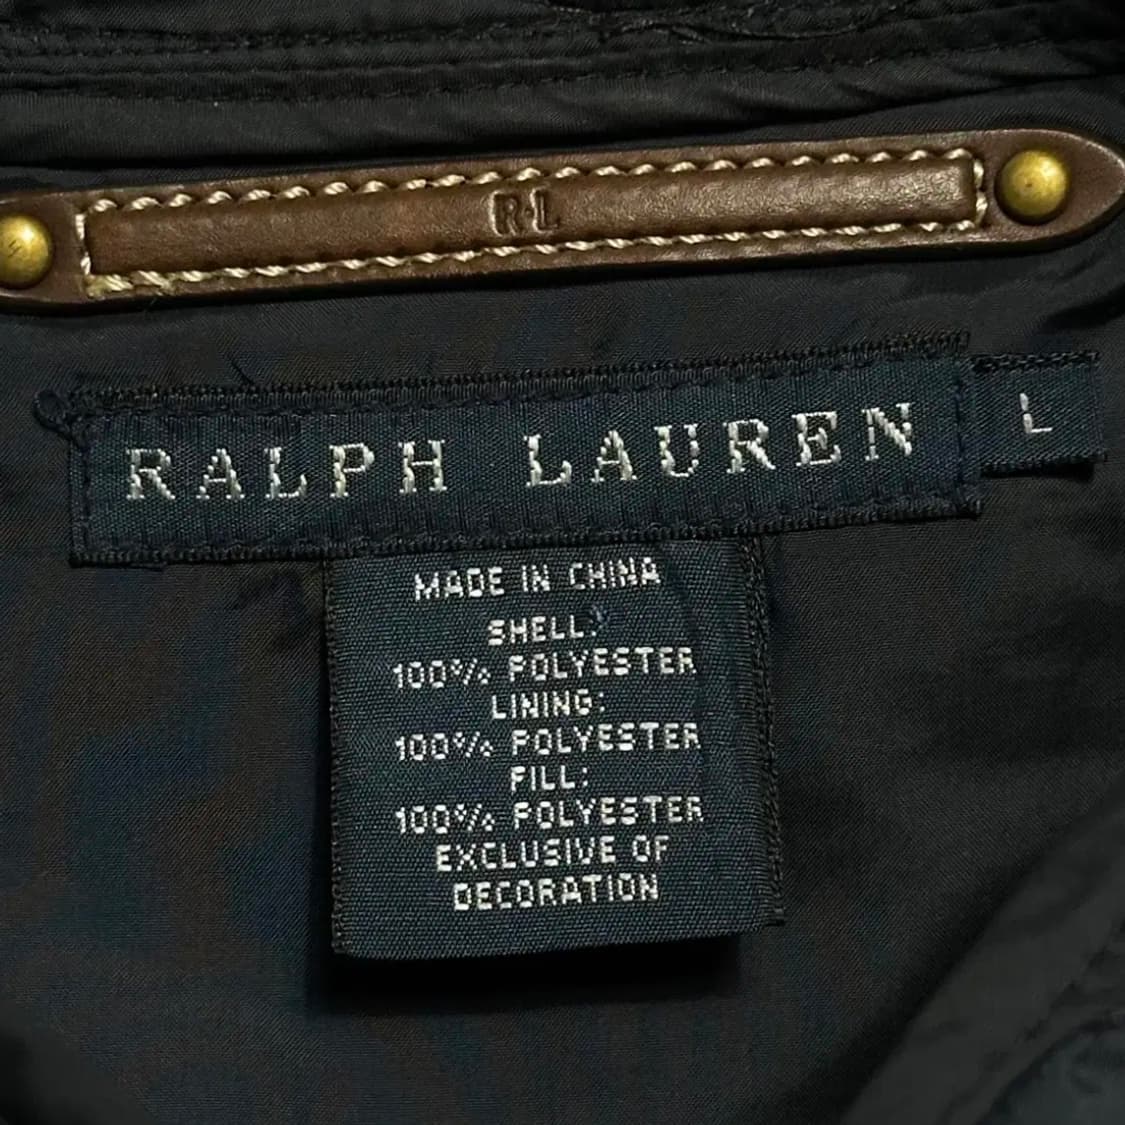 R·L
RALPH LAUREN
L
MADE IN CHINA
SHELL:
100% POLYESTER
LINING:
100% POLYESTER
FILL:
100% POLYESTER
EXCLUSIVE OF
DECORATION